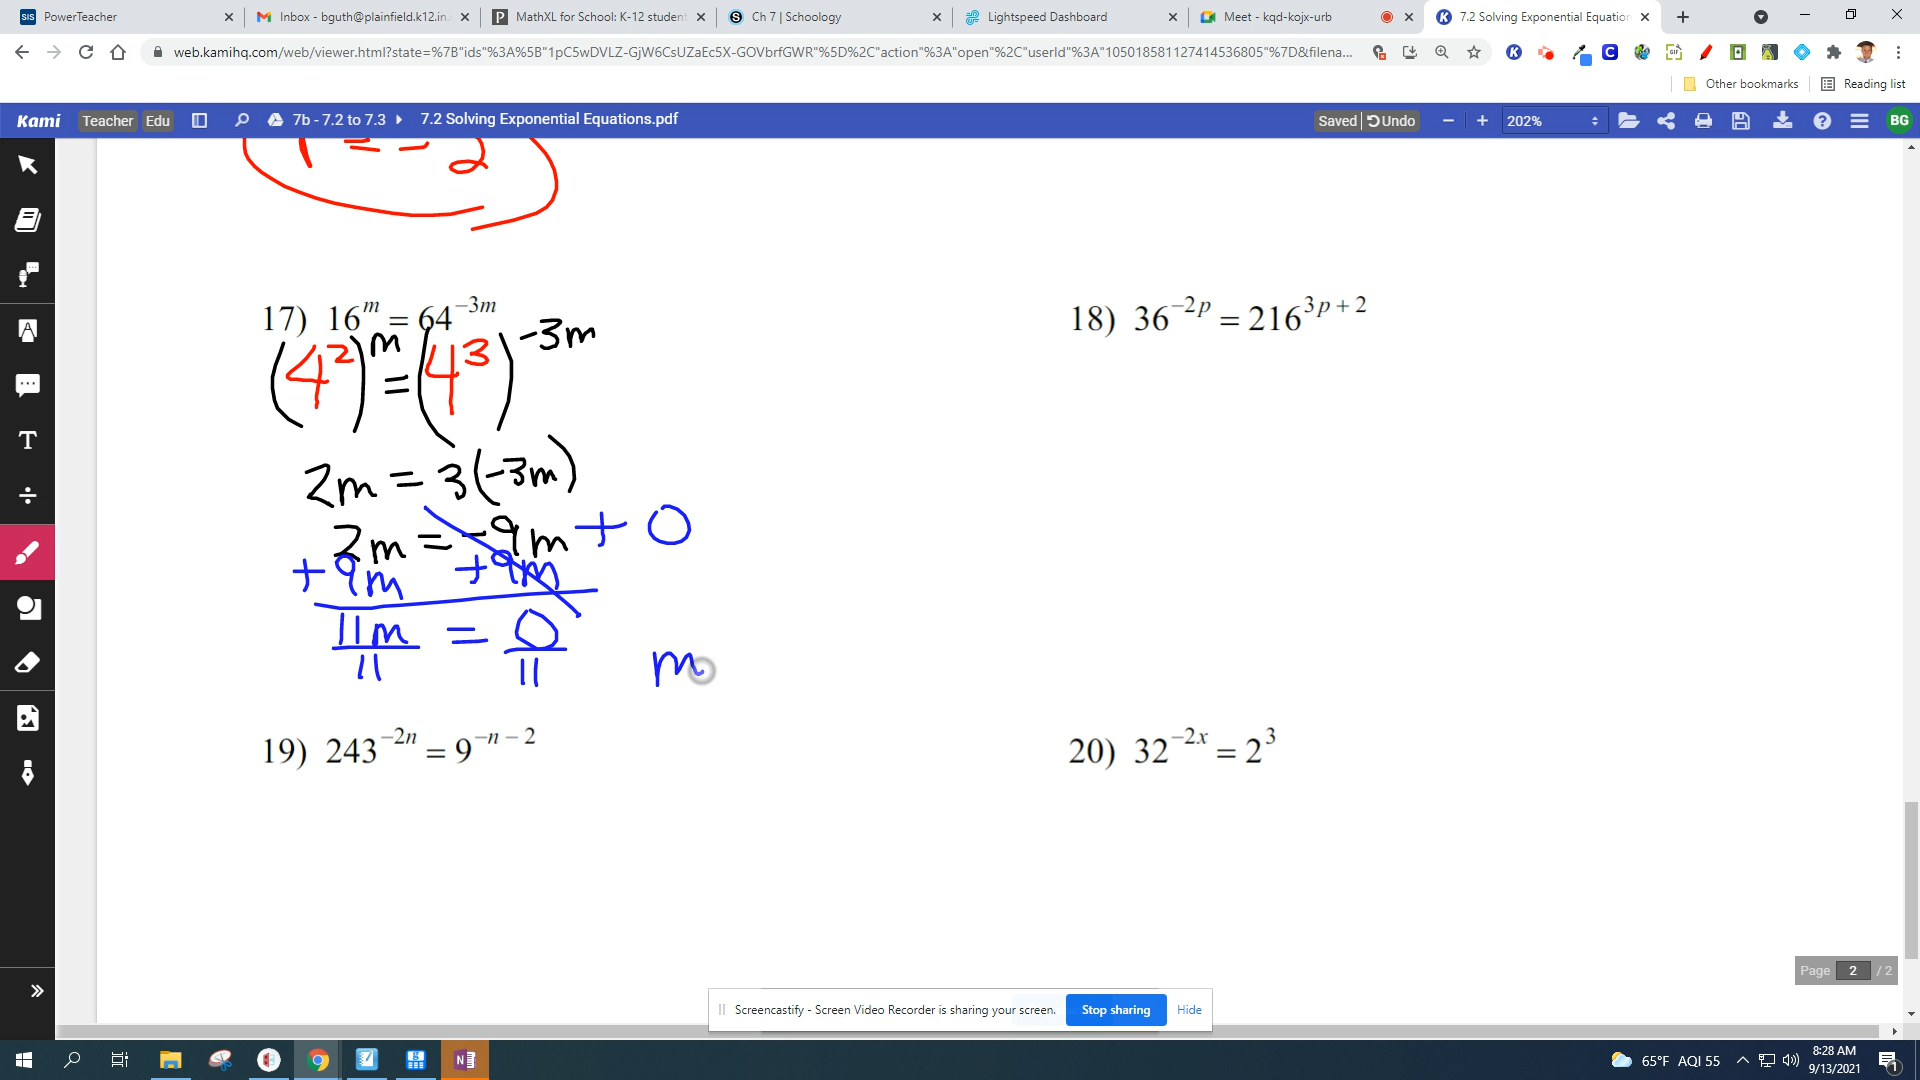 PowerTeacher
Inbox - bguth@plainfield.k12.in.
MathXL for School: K-12 student
Ch 7 | Schoology
Lightspeed Dashboard
Meet - kqd-kojx-urb
7.2 Solving Exponential Equation
web.kamihq.com/web/viewer.html?state=%7B"ids"%3A%5B"1pC5wDVLZ-GjW6CsUZaEc5X-GOVbrfGWR"%5D%2C"action"%3A"open"%2C"userId"%3A"105018581127414536805"%7D&filena...
Other bookmarks
Reading list
Kami
Teacher
Edu
7b - 7.2 to 7.3
7.2 Solving Exponential Equations.pdf
Saved
Undo
202%
BG
= -2
17) 16^m = 64^{-3m}
(4^2)^m = (4^3)^{-3m}
2m = 3(-3m)
2m = -9m + 0
+9m +9m
11m = 0
11 11
m
18) 36^{-2p} = 216^{3p + 2}
19) 243^{-2n} = 9^{-n - 2}
20) 32^{-2x} = 2^3
Page 2 / 2
Screencastify - Screen Video Recorder is sharing your screen.
Stop sharing
Hide
65°F AQI 55
8:28 AM
9/13/2021
1